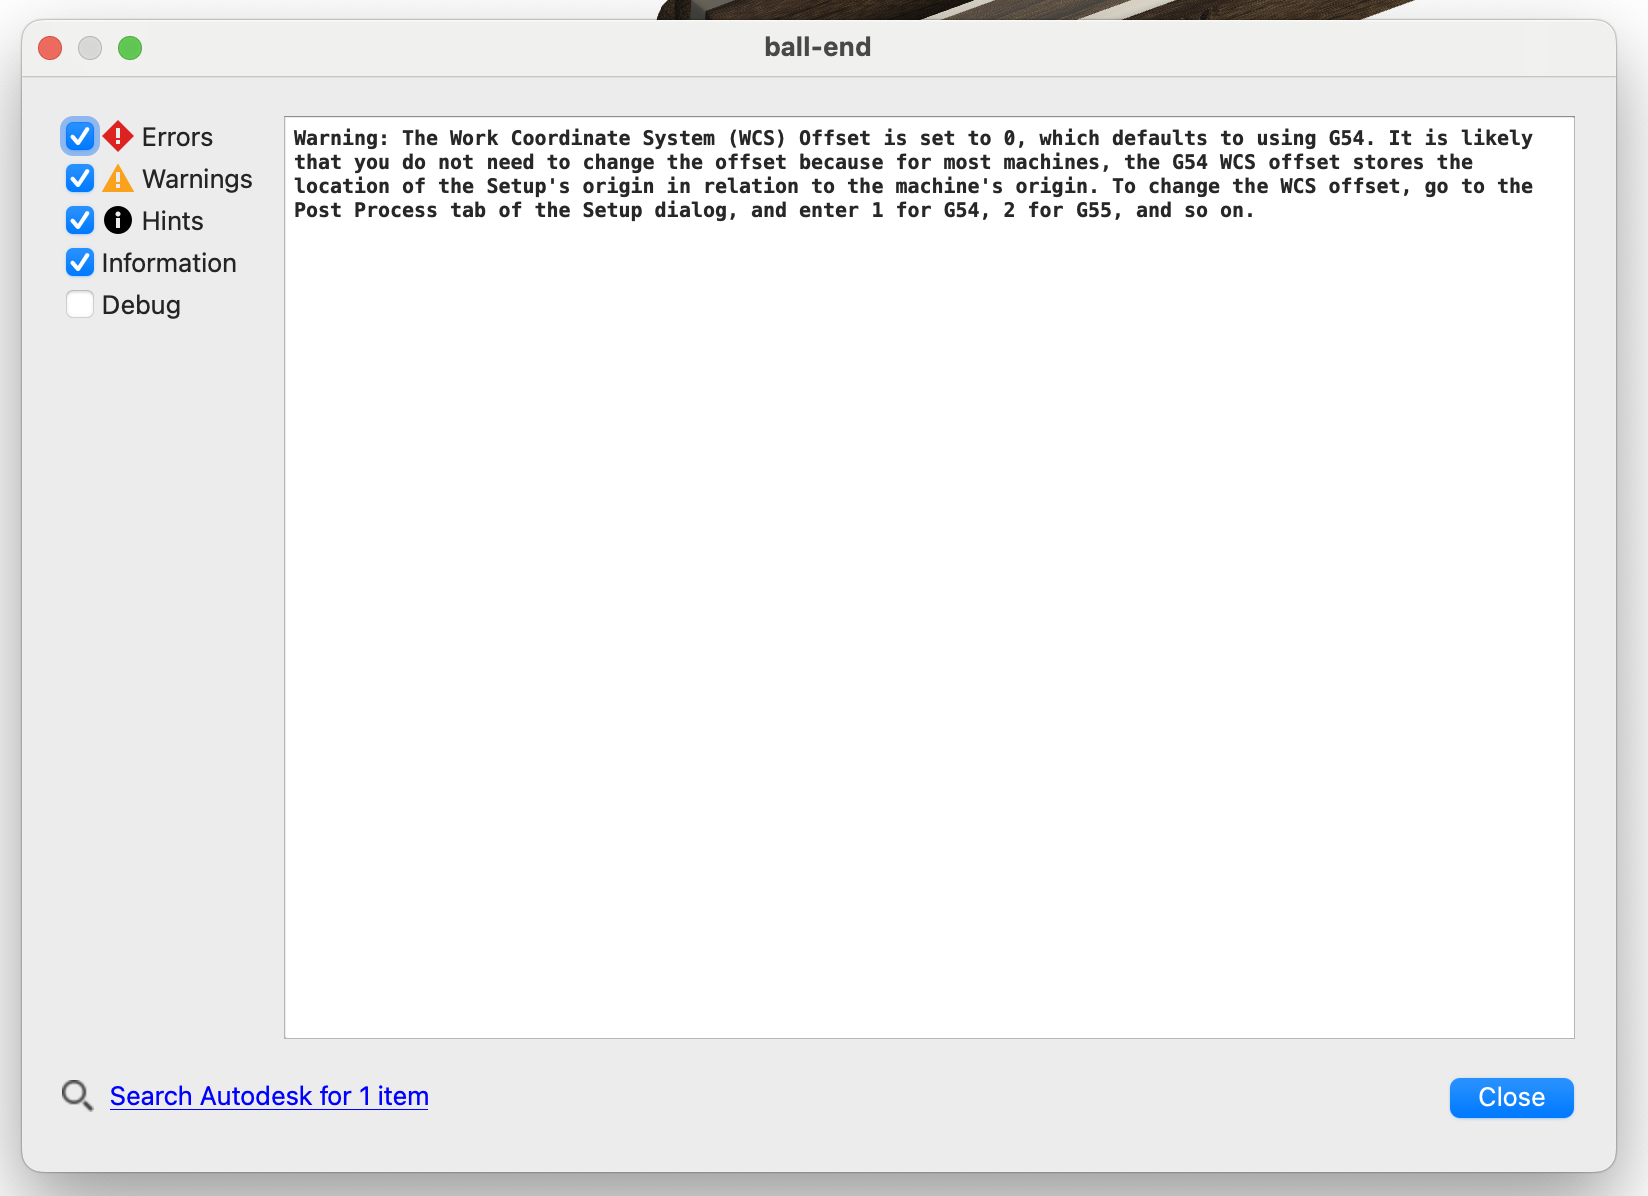 ball-end
Errors
Warnings
Hints
Information
Debug
Warning: The Work Coordinate System (WCS) Offset is set to 0, which defaults to using G54. It is likely
that you do not need to change the offset because for most machines, the G54 WCS offset stores the
location of the Setup's origin in relation to the machine's origin. To change the WCS offset, go to the
Post Process tab of the Setup dialog, and enter 1 for G54, 2 for G55, and so on.
Search Autodesk for 1 item
Close